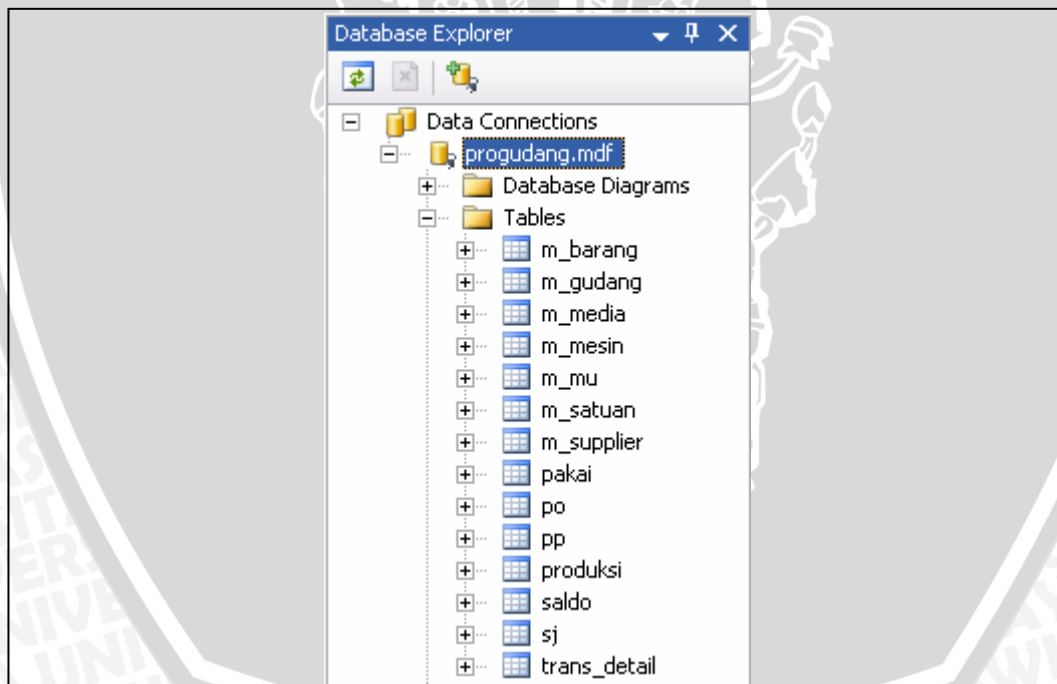 Database Explorer
Data Connections
progudang.mdf
Database Diagrams
Tables
m_barang
m_gudang
m_media
m_mesin
m_mu
m_satuan
m_supplier
pakai
po
pp
produksi
saldo
sj
trans_detail